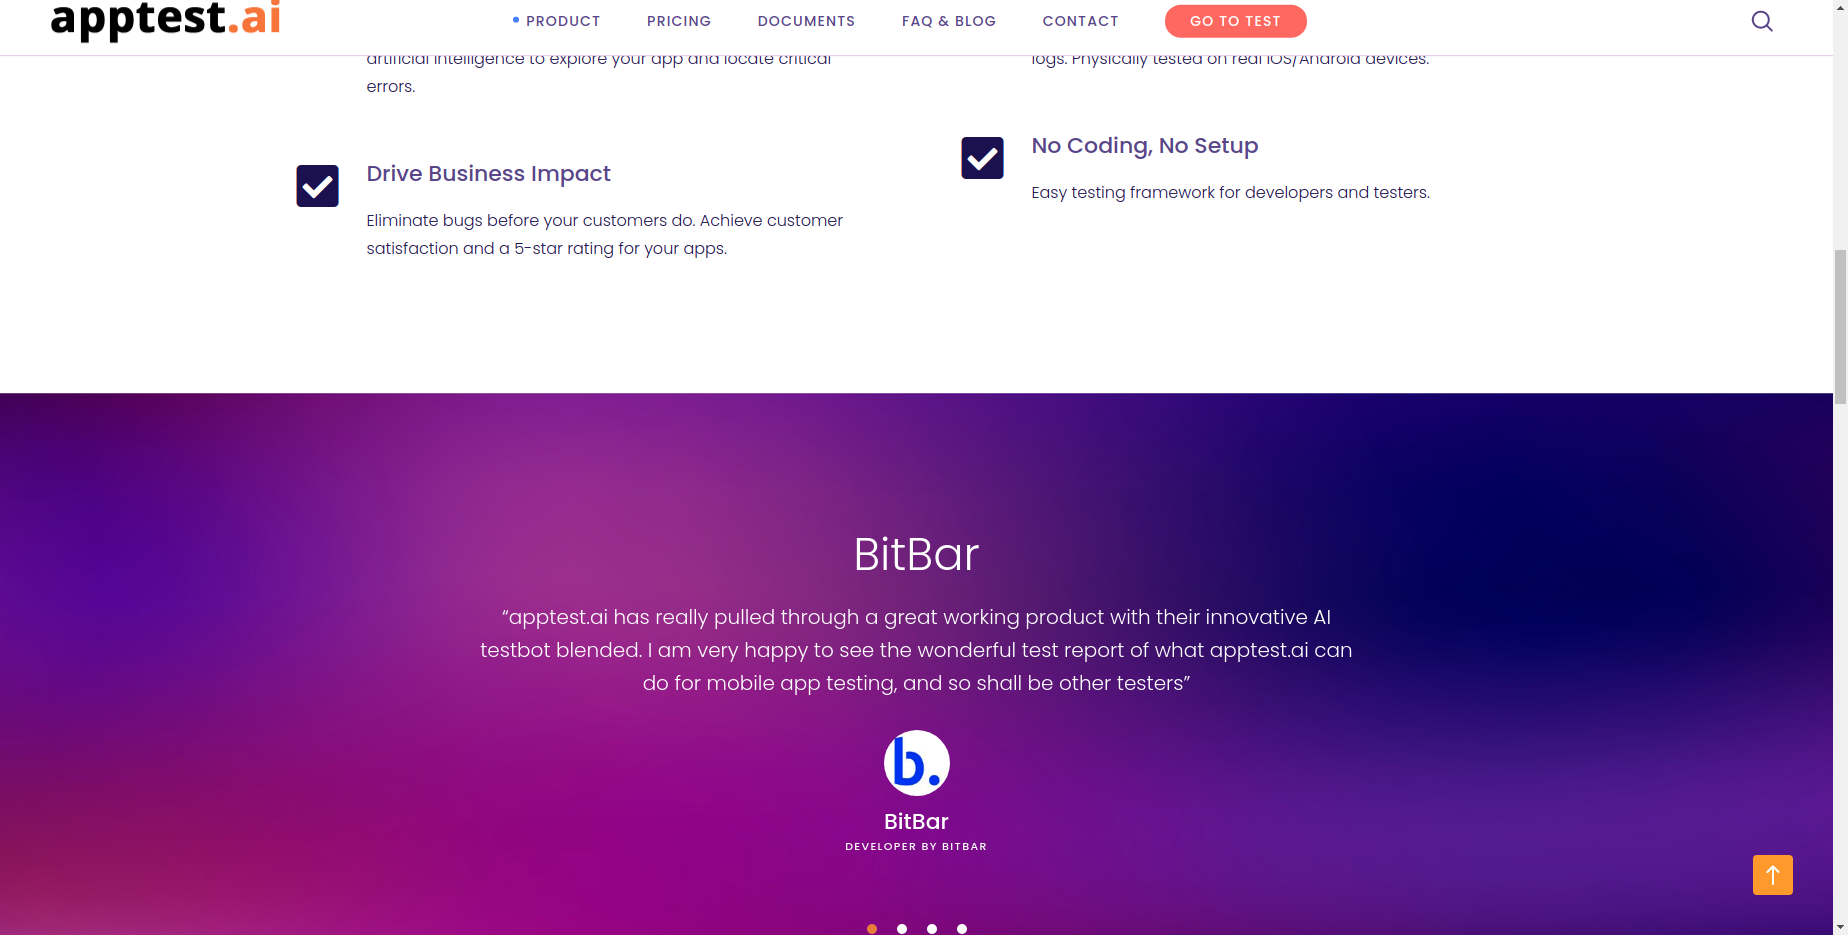 apptest.ai
PRODUCT
PRICING
DOCUMENTS
FAQ & BLOG
CONTACT
GO TO TEST
artificial intelligence to explore your app and locate critical
errors.
Drive Business Impact
Eliminate bugs before your customers do. Achieve customer
satisfaction and a 5-star rating for your apps.
logs. Physically tested on real iOS/Android devices.
No Coding, No Setup
Easy testing framework for developers and testers.
BitBar
“apptest.ai has really pulled through a great working product with their innovative AI
testbot blended. I am very happy to see the wonderful test report of what apptest.ai can
do for mobile app testing, and so shall be other testers”
b.
BitBar
DEVELOPER BY BITBAR